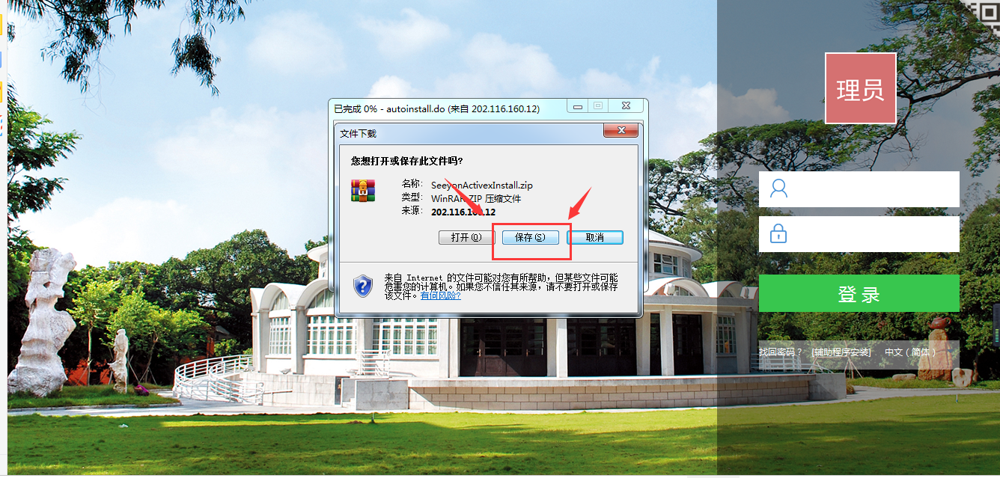 已完成 0% - autoinstall.do (来自 202.116.160.12)
文件下载
您想打开或保存此文件吗?
名称: SeeyonActivexInstall.zip
类型: WinRAR ZIP 压缩文件
来源: 202.116.160.12
打开(O) 保存(S) 取消
来自 Internet 的文件可能对您有所帮助，但某些文件可能
危害您的计算机。如果您不信任其来源，请不要打开或保存
该文件。有何风险?
理员
登 录
找回密码？ [辅助程序安装] 中文（简体）